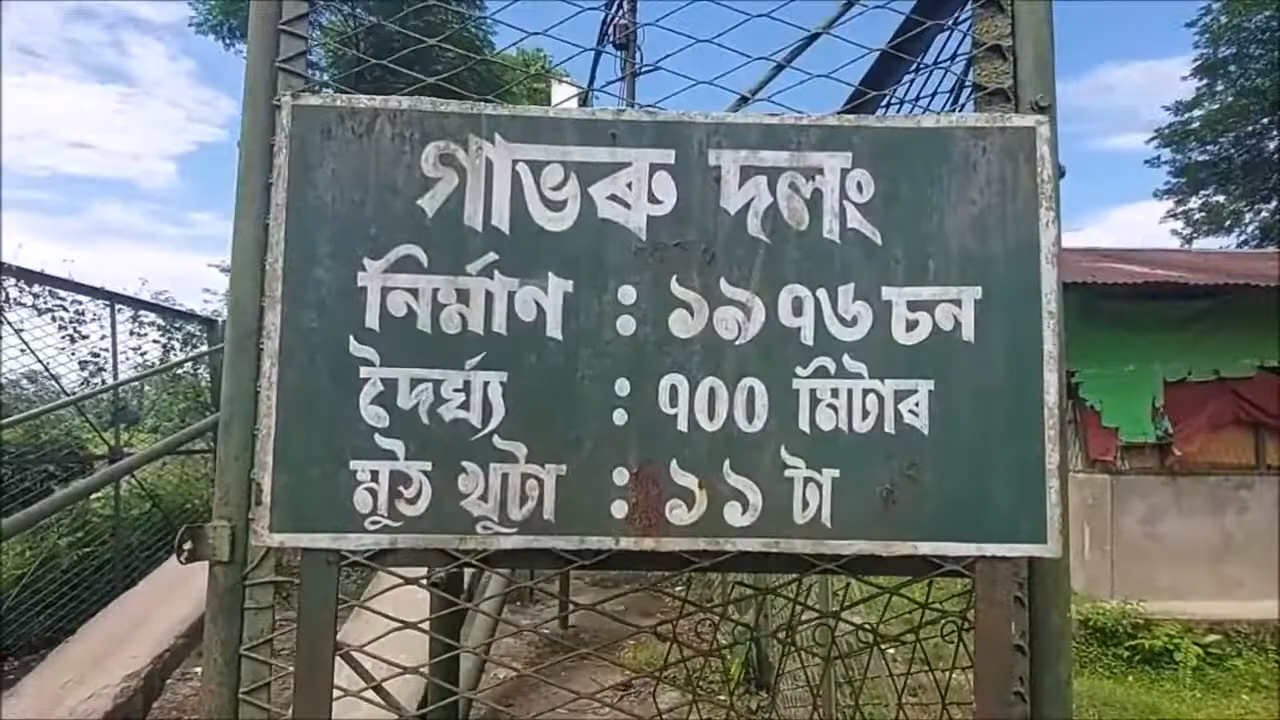 গাভৰু দলং
নিৰ্মাণ : ১৯৭৬ চন
দৈৰ্ঘ্য : ৭০০ মিটাৰ
মূঠ খূটা : ১১ টা